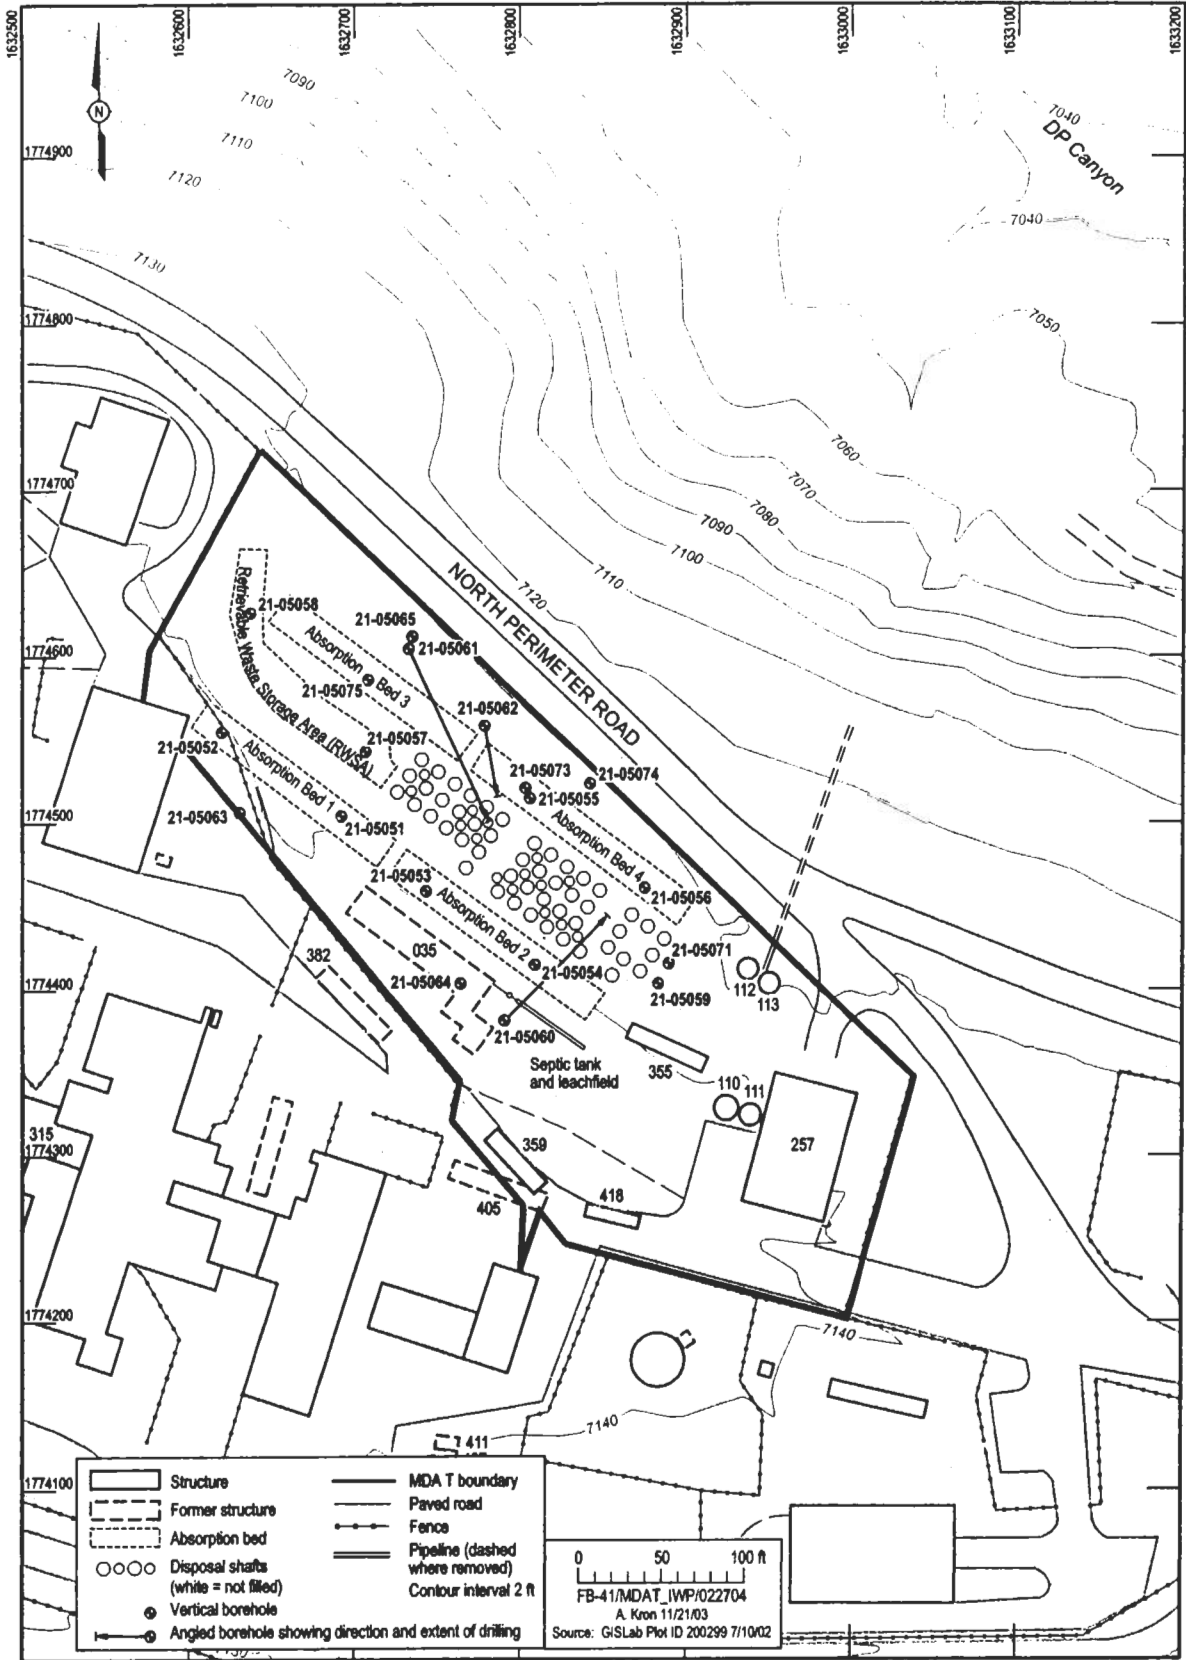 1632500
1632600
1632700
1632800
1632900
1633000
1633100
1633200
N
7090
7100
7110
7120
7130
7040
DP Canyon
7040
7050
1774900
1774800
1774700
1774600
1774500
1774400
1774300
1774200
1774100
7060
7070
7080
7090
7100
7110
7120
NORTH PERIMETER ROAD
Retrievable Waste Storage Area (RWSA)
21-05058
21-05065
21-05061
Absorption Bed 3
21-05075
21-05062
21-05057
21-05052
Absorption Bed 1
21-05073
21-05074
21-05055
21-05063
21-05051
Absorption Bed 4
21-05053
21-05056
Absorption Bed 2
035
382
21-05071
21-05054
21-05064
21-05059
112
113
21-05060
Septic tank
and leachfield
355
110
111
315
359
257
405
418
7140
7140
411
Structure
Former structure
Absorption bed
Disposal shafts
(white = not filled)
Vertical borehole
Angled borehole showing direction and extent of drilling
MDA T boundary
Paved road
Fence
Pipeline (dashed
where removed)
Contour interval 2 ft
0 50 100 ft
FB-41/MDAT_IWP/022704
A. Kron 11/21/03
Source: GISLab Plot ID 200299 7/10/02